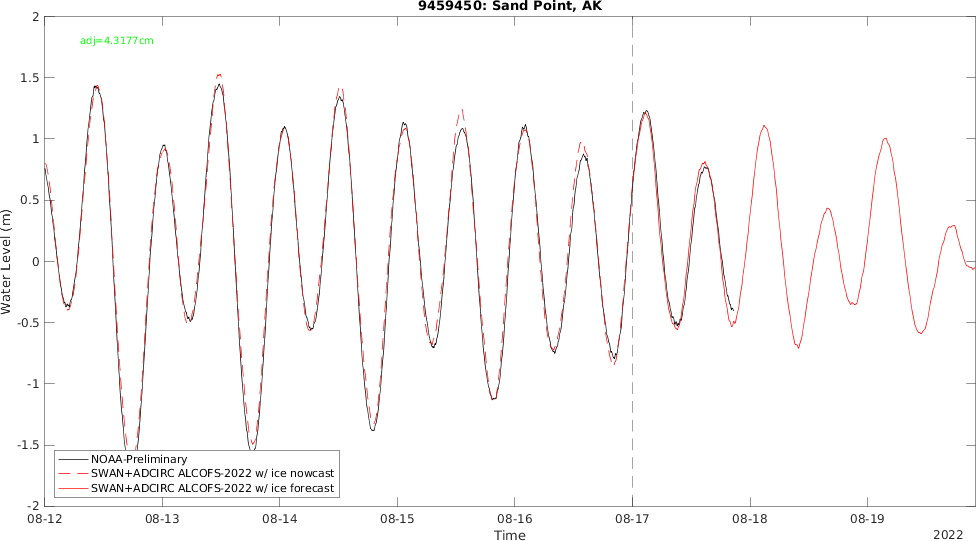 9459450: Sand Point, AK
adj=4.3177cm
2
1.5
1
0.5
0
-0.5
-1
-1.5
-2
Water Level (m)
NOAA-Preliminary
SWAN+ADCIRC ALCOFS-2022 w/ ice nowcast
SWAN+ADCIRC ALCOFS-2022 w/ ice forecast
08-12 08-13 08-14 08-15 08-16 08-17 08-18 08-19
Time
2022